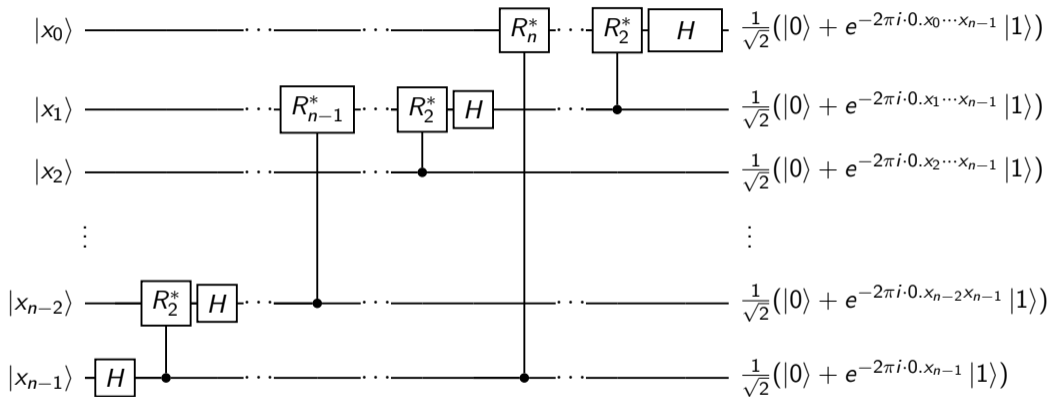 |x₀⟩ ··· ··· R*ₙ ··· R*₂ H 1/√2(|0⟩ + e^{−2πi·0.x₀···xₙ₋₁} |1⟩)
|x₁⟩ ··· R*ₙ₋₁ ··· R*₂ H ··· 1/√2(|0⟩ + e^{−2πi·0.x₁···xₙ₋₁} |1⟩)
|x₂⟩ ··· ··· ··· 1/√2(|0⟩ + e^{−2πi·0.x₂···xₙ₋₁} |1⟩)
⋮ ⋮
|xₙ₋₂⟩ R*₂ H ··· ··· ··· 1/√2(|0⟩ + e^{−2πi·0.xₙ₋₂xₙ₋₁} |1⟩)
|xₙ₋₁⟩ H ··· ··· ··· 1/√2(|0⟩ + e^{−2πi·0.xₙ₋₁} |1⟩)